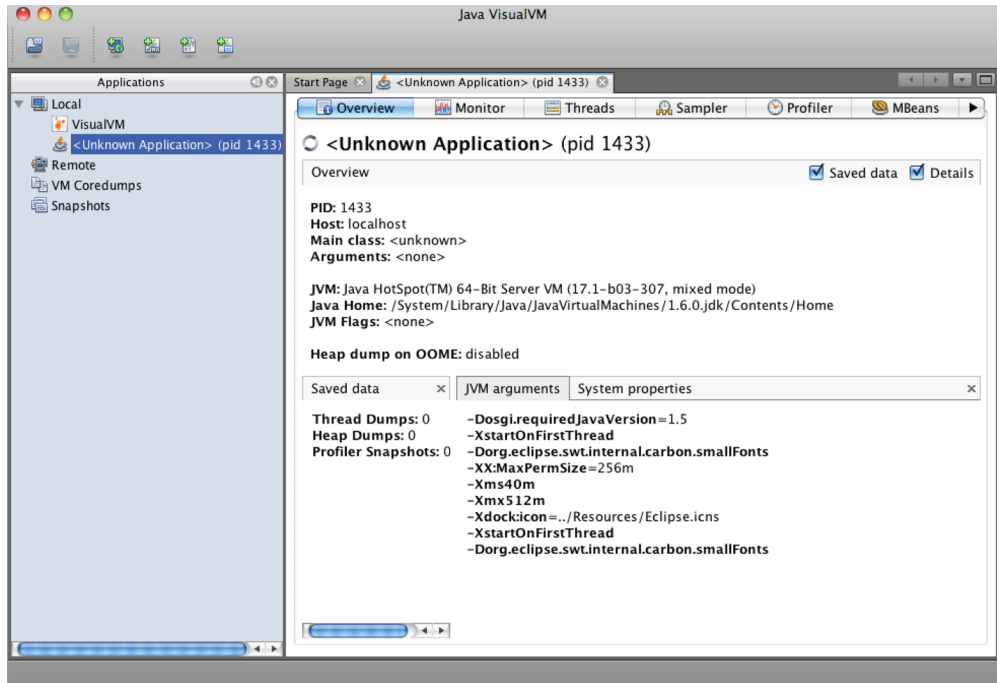 Java VisualVM
Applications
Start Page
<Unknown Application> (pid 1433)
Local
VisualVM
<Unknown Application> (pid 1433)
Remote
VM Coredumps
Snapshots
Overview Monitor Threads Sampler Profiler MBeans
<Unknown Application> (pid 1433)
Overview
Saved data Details
PID: 1433
Host: localhost
Main class: <unknown>
Arguments: <none>
JVM: Java HotSpot(TM) 64-Bit Server VM (17.1-b03-307, mixed mode)
Java Home: /System/Library/Java/JavaVirtualMachines/1.6.0.jdk/Contents/Home
JVM Flags: <none>
Heap dump on OOME: disabled
Saved data
Thread Dumps: 0
Heap Dumps: 0
Profiler Snapshots: 0
JVM arguments System properties
-Dosgi.requiredJavaVersion=1.5
-XstartOnFirstThread
-Dorg.eclipse.swt.internal.carbon.smallFonts
-XX:MaxPermSize=256m
-Xms40m
-Xmx512m
-Xdock:icon=../Resources/Eclipse.icns
-XstartOnFirstThread
-Dorg.eclipse.swt.internal.carbon.smallFonts